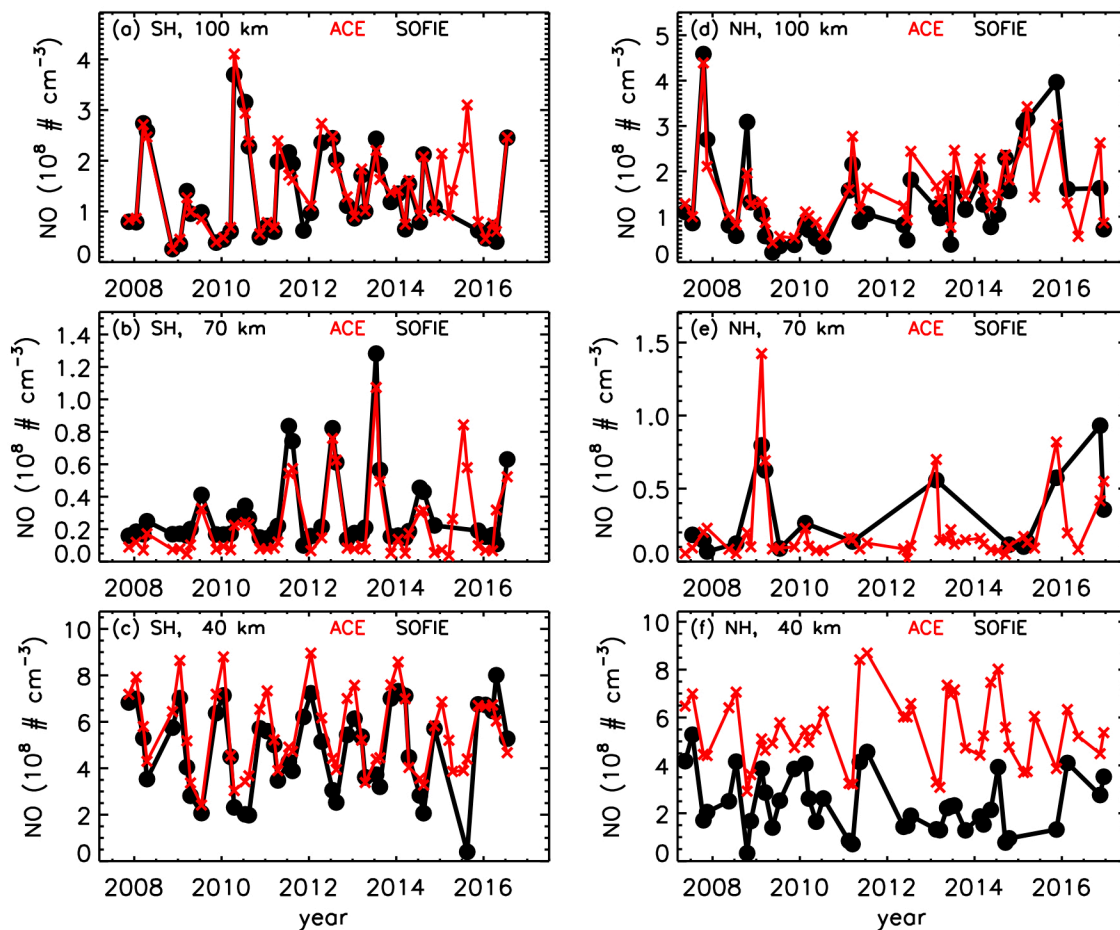 (a) SH, 100 km ACE SOFIE
NO (10⁸ # cm⁻³)
4
3
2
1
0
2008 2010 2012 2014 2016
(b) SH, 70 km ACE SOFIE
NO (10⁸ # cm⁻³)
1.4
1.2
1.0
0.8
0.6
0.4
0.2
0.0
2008 2010 2012 2014 2016
(c) SH, 40 km ACE SOFIE
NO (10⁸ # cm⁻³)
10
8
6
4
2
0
2008 2010 2012 2014 2016
year
(d) NH, 100 km ACE SOFIE
NO (10⁸ # cm⁻³)
5
4
3
2
1
0
2008 2010 2012 2014 2016
(e) NH, 70 km ACE SOFIE
NO (10⁸ # cm⁻³)
1.5
1.0
0.5
0.0
2008 2010 2012 2014 2016
(f) NH, 40 km ACE SOFIE
NO (10⁸ # cm⁻³)
10
8
6
4
2
0
2008 2010 2012 2014 2016
year